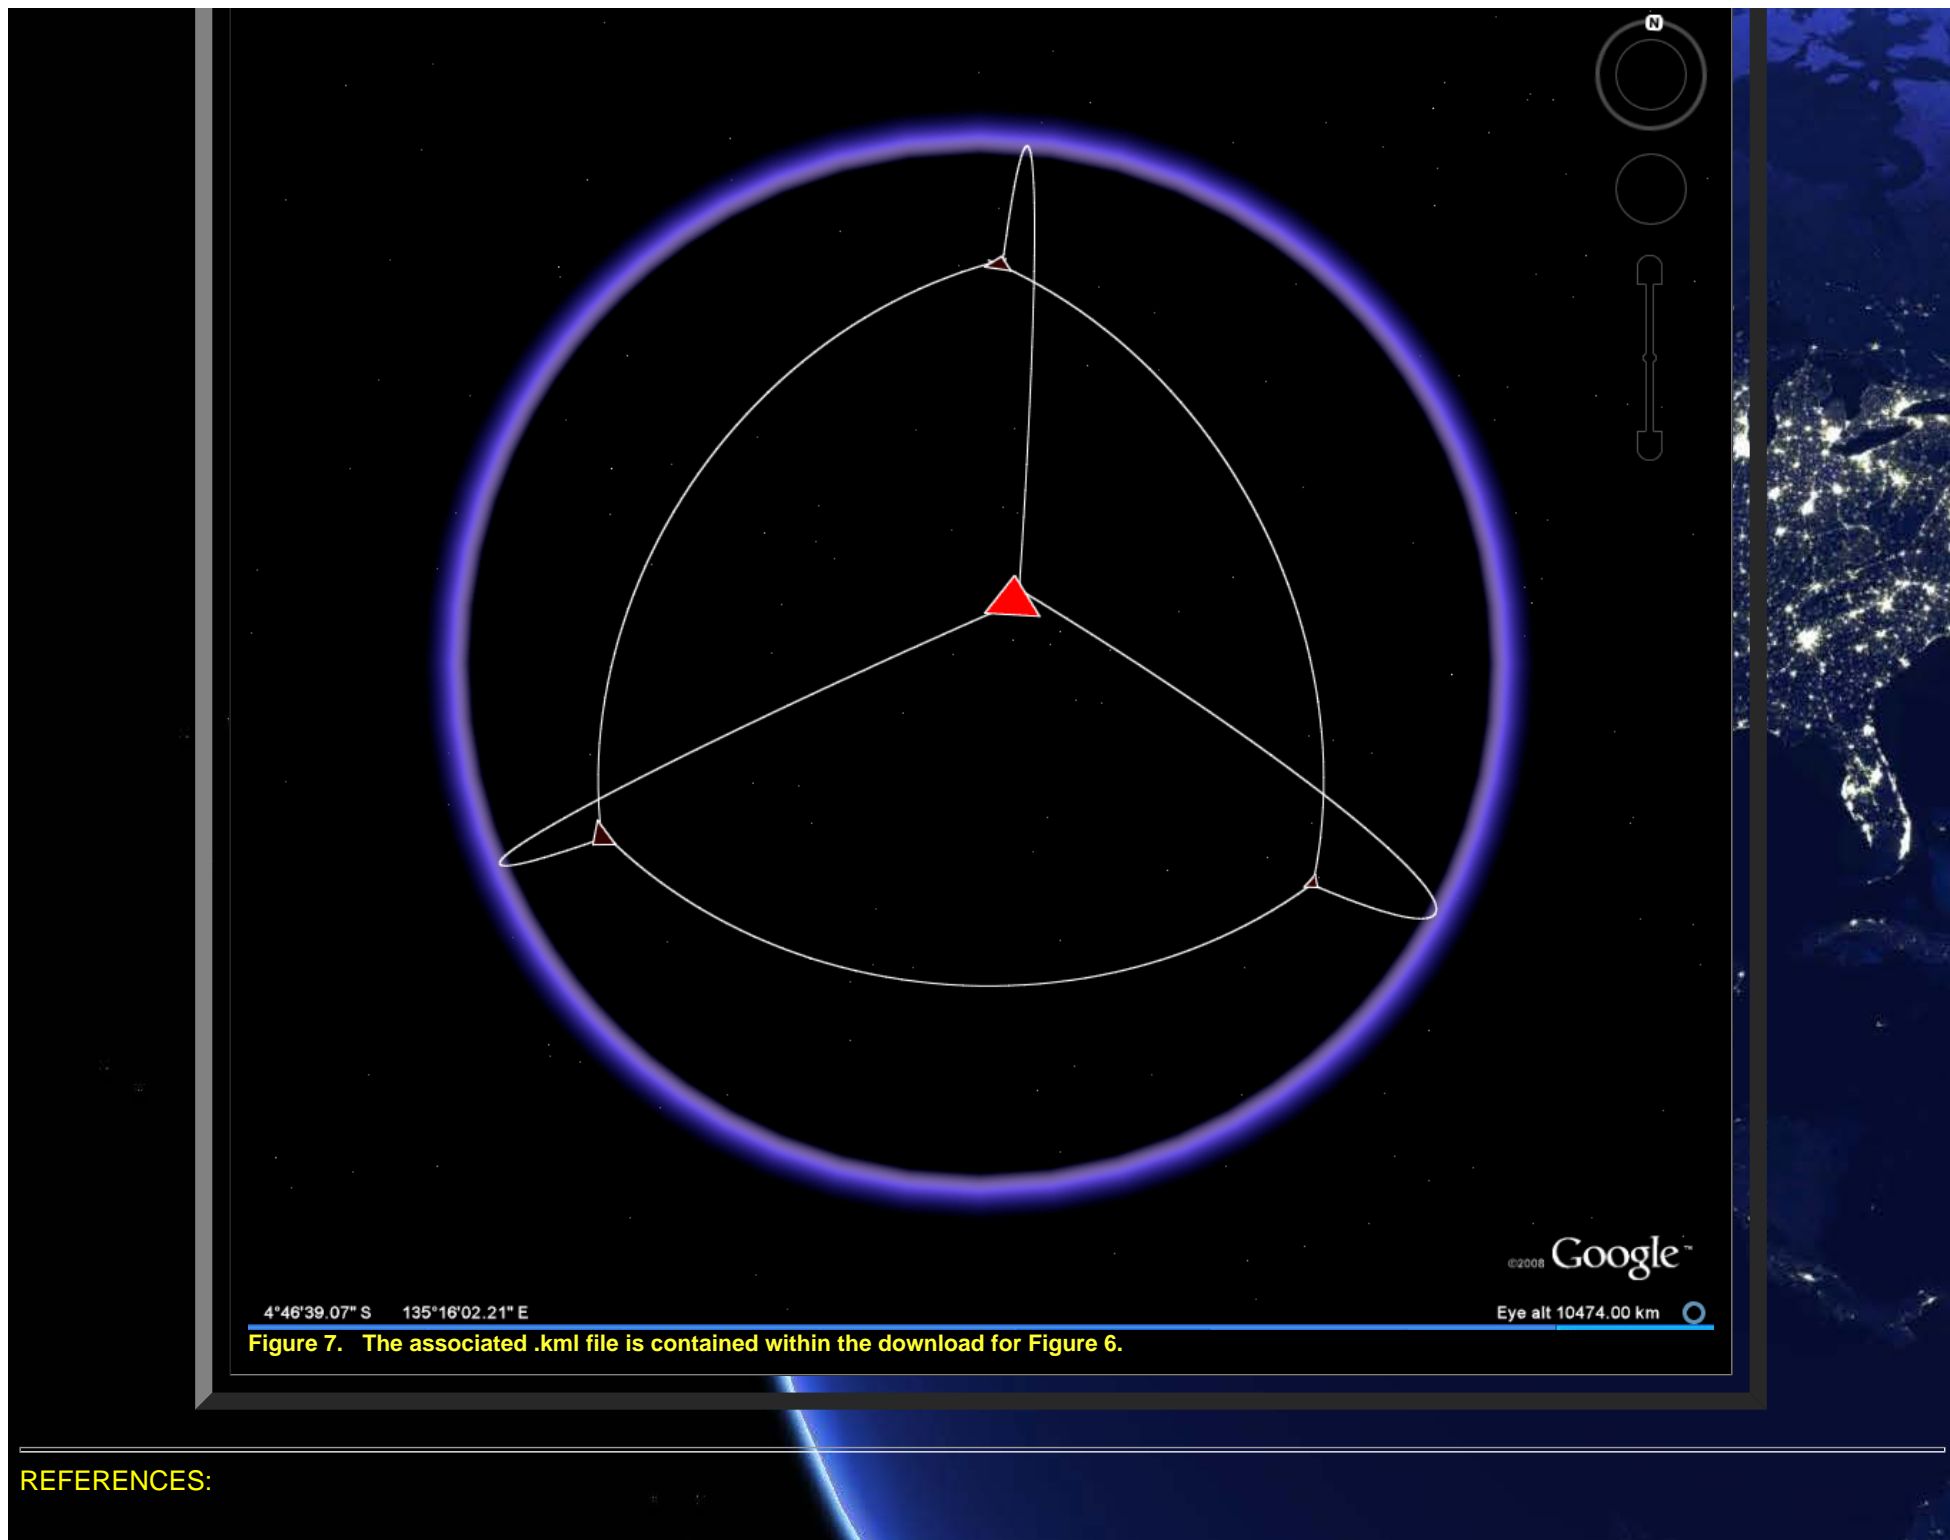 N
©2008 Google™
4°46'39.07" S 135°16'02.21" E Eye alt 10474.00 km
Figure 7. The associated .kml file is contained within the download for Figure 6.
REFERENCES: